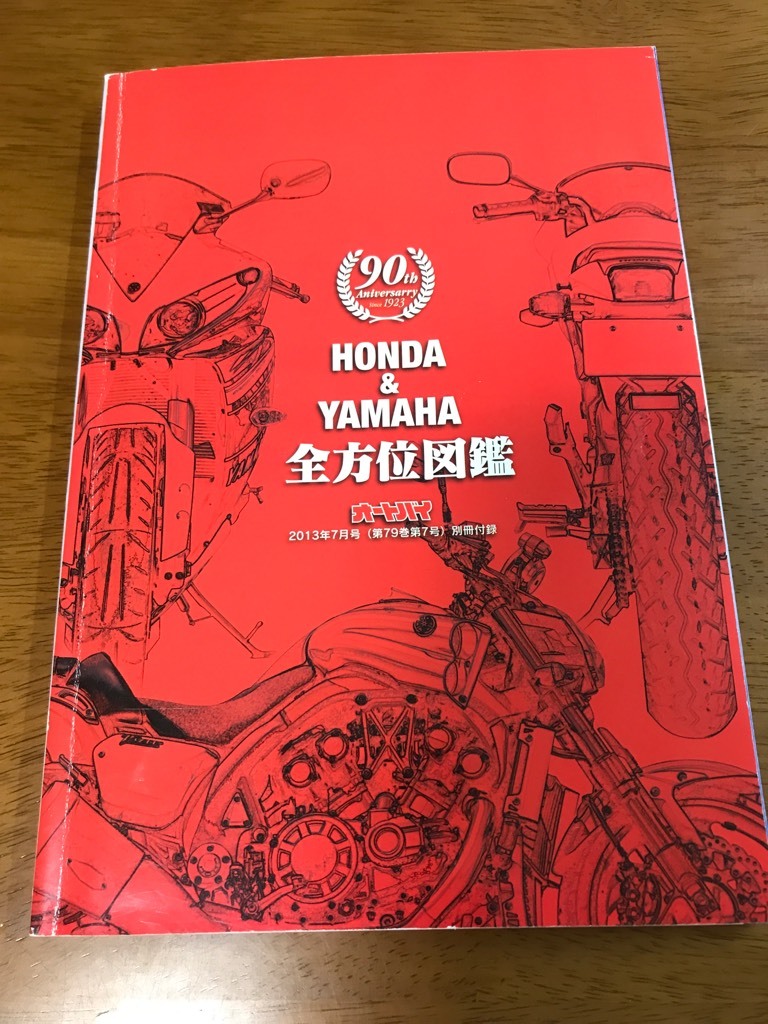 90th
Aniversarry
since 1923
HONDA
&
YAMAHA
全方位図鑑
オートバイ
2013年7月号（第79巻第7号）別冊付録